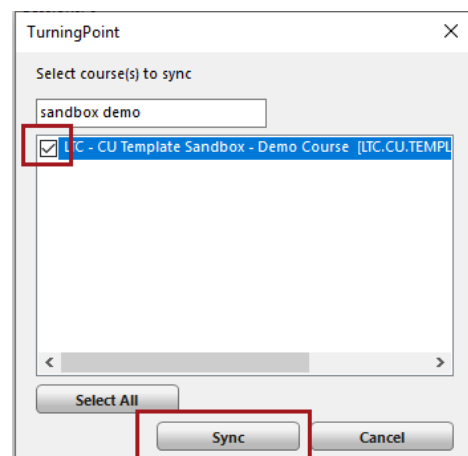 TurningPoint
Select course(s) to sync
sandbox demo
LTC - CU Template Sandbox - Demo Course [LTC.CU.TEMPL
Select All
Sync Cancel